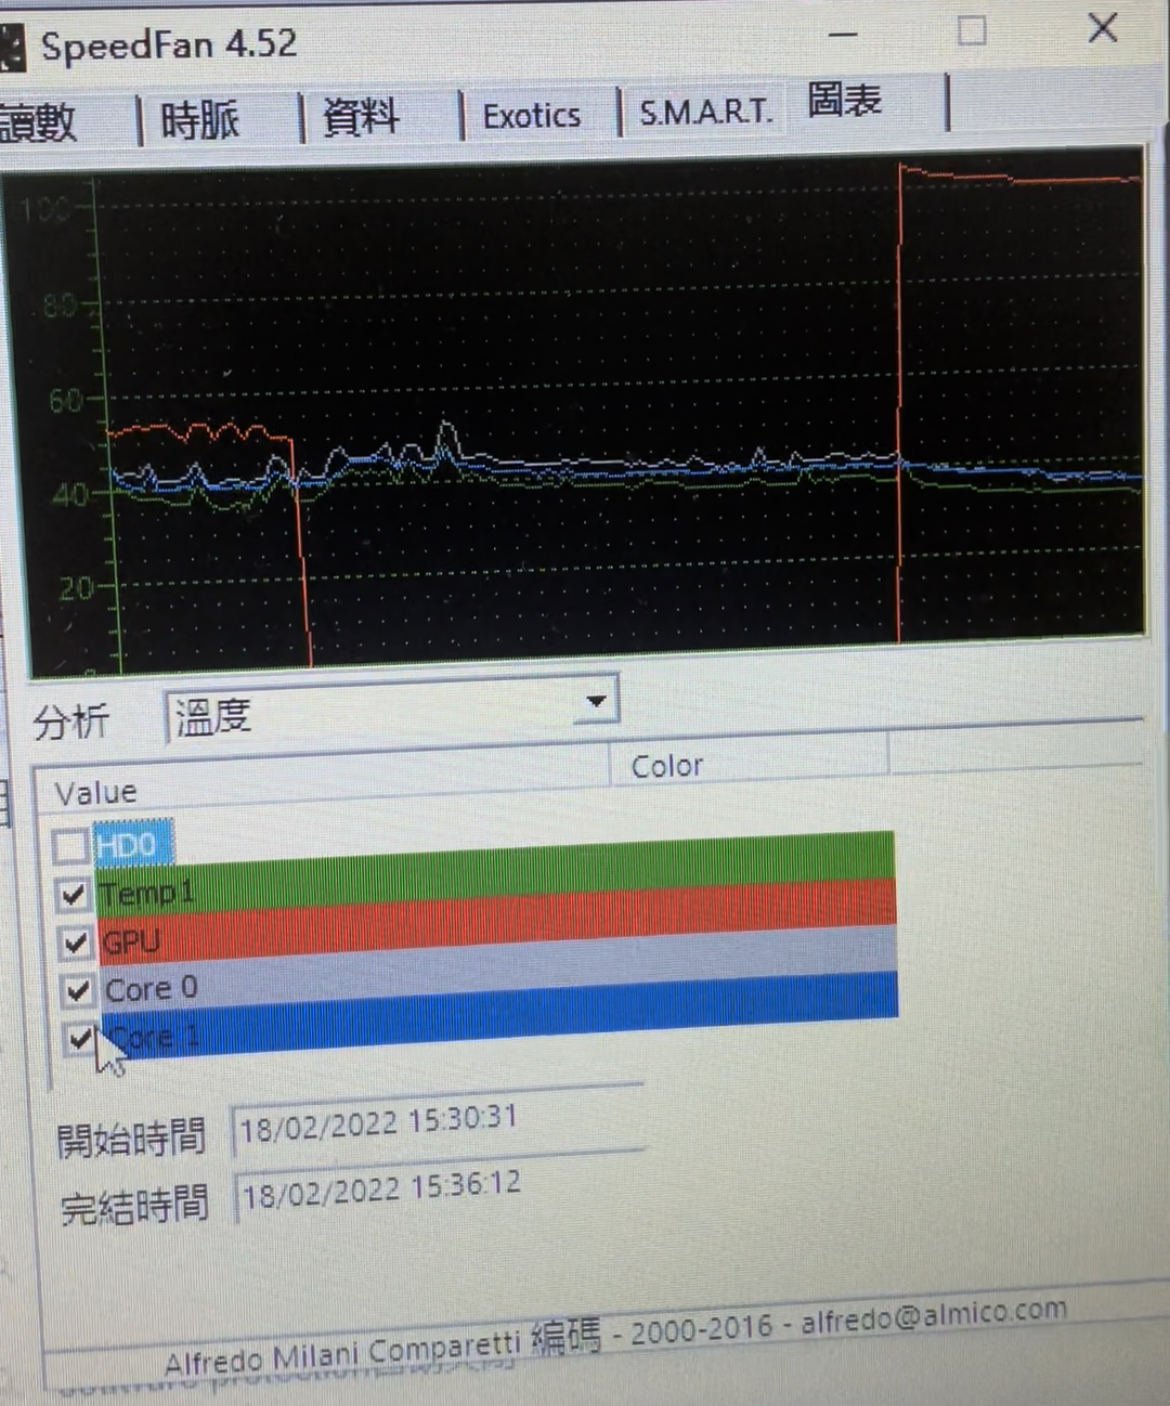 SpeedFan 4.52
讀數 時脈 資料 Exotics S.M.A.R.T. 圖表
100
80
60
40
20
分析 溫度
Value Color
HD0
Temp1
GPU
Core 0
Core 1
開始時間 18/02/2022 15:30:31
完結時間 18/02/2022 15:36:12
Alfredo Milani Comparetti 編碼 - 2000-2016 - alfredo@almico.com